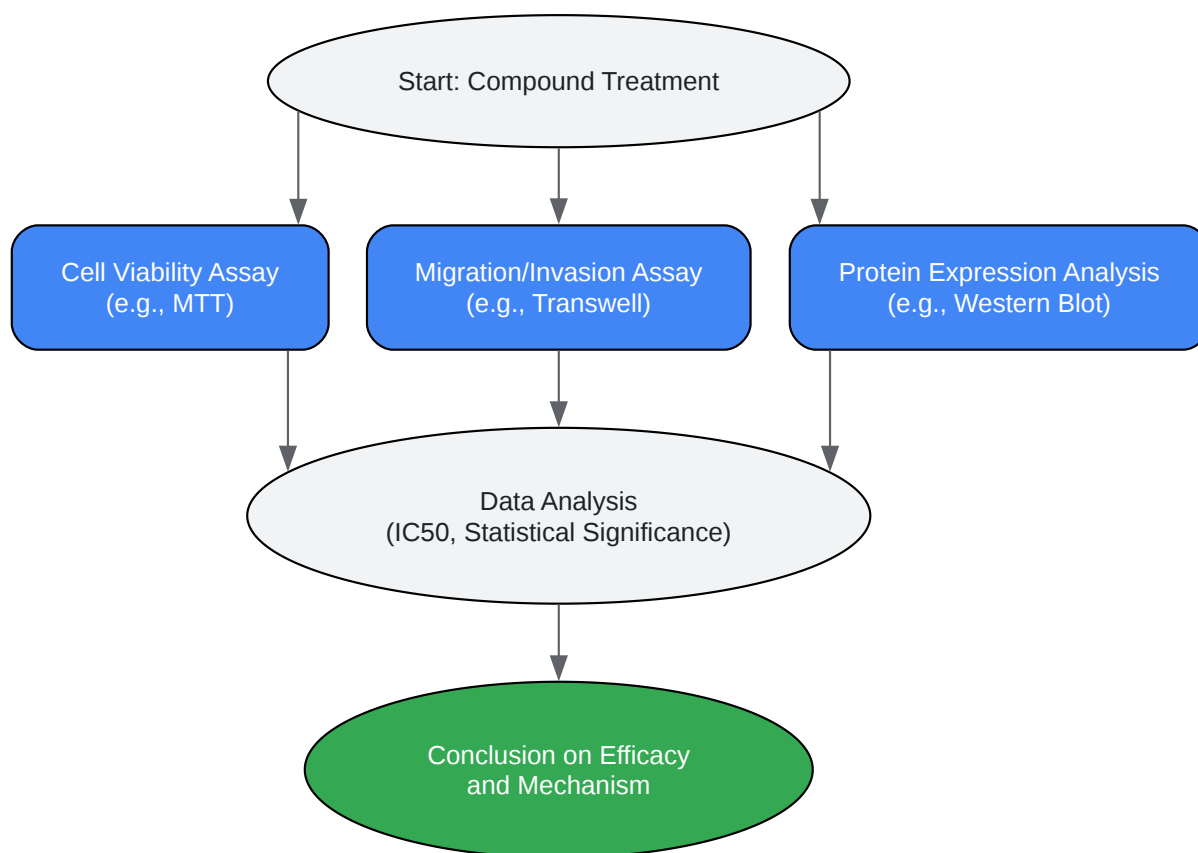 Start: Compound Treatment
Cell Viability Assay
(e.g., MTT)
Migration/Invasion Assay
(e.g., Transwell)
Protein Expression Analysis
(e.g., Western Blot)
Data Analysis
(IC50, Statistical Significance)
Conclusion on Efficacy
and Mechanism